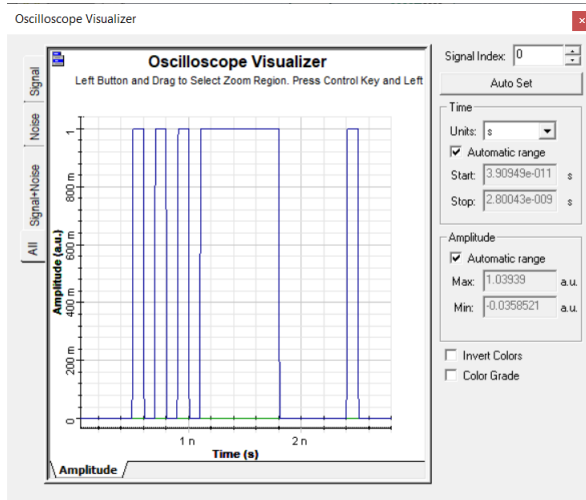 Oscilloscope Visualizer
×
Oscilloscope Visualizer
Left Button and Drag to Select Zoom Region. Press Control Key and Left
Signal
Noise
Signal+Noise
All
Amplitude (a.u.)
1
800 m
600 m
400 m
200 m
0
1 n
2 n
Time (s)
Amplitude
Signal Index: 0
Auto Set
Time
Units: s
Automatic range
Start: 3.90949e-011 s
Stop: 2.80043e-009 s
Amplitude
Automatic range
Max: 1.03939 a.u.
Min: -0.0358521 a.u.
Invert Colors
Color Grade